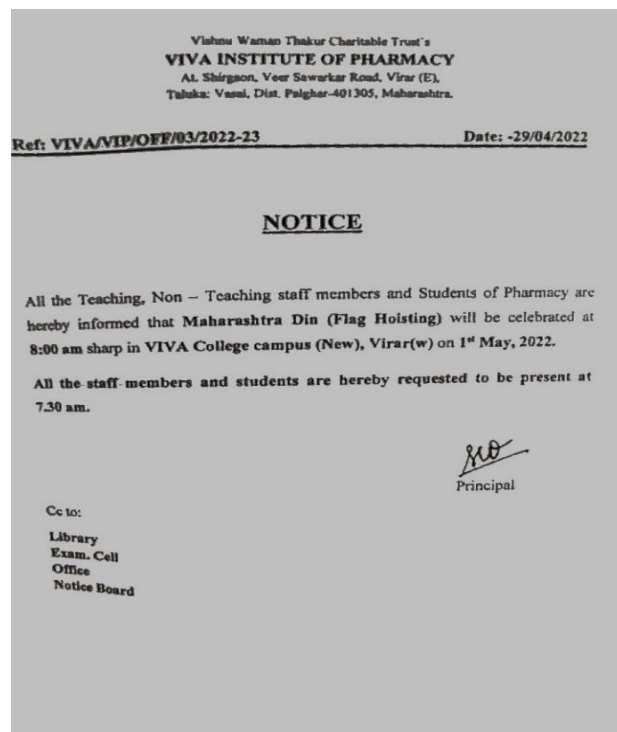 Vishnu Waman Thakur Charitable Trust`s
VIVA INSTITUTE OF PHARMACY
At. Shirgaon, Veer Sawarkar Road, Virar (E),
Taluka: Vasai, Dist. Palghar-401305, Maharashtra.
Ref: VIVA/VIP/OFF/03/2022-23 Date: -29/04/2022
NOTICE
All the Teaching, Non – Teaching staff members and Students of Pharmacy are
hereby informed that Maharashtra Din (Flag Hoisting) will be celebrated at
8:00 am sharp in VIVA College campus (New), Virar(w) on 1st May, 2022.
All the staff members and students are hereby requested to be present at
7.30 am.
Principal
Cc to:
Library
Exam. Cell
Office
Notice Board